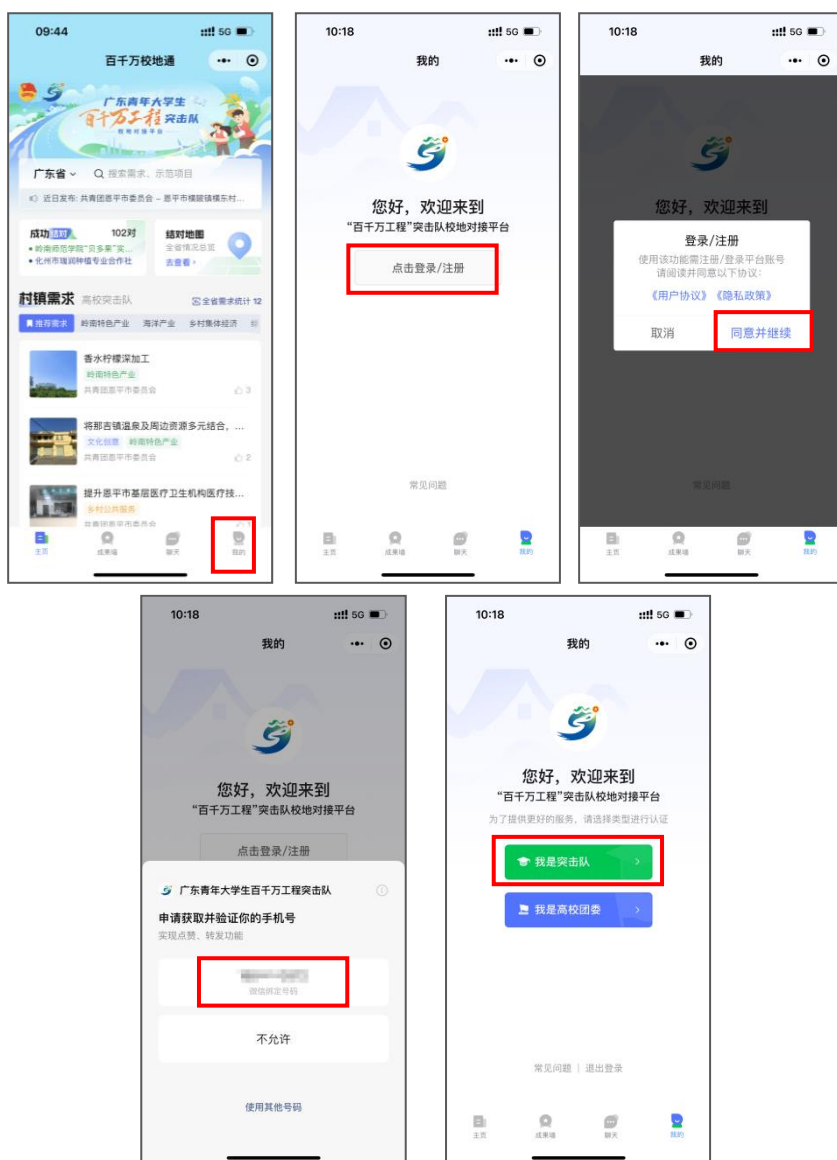 09:44
5G
百千万校地通
广东青年大学生
百千万工程突击队
校地对接平台
广东省
搜索需求、示范项目
近日发布: 共青团恩平市委员会 – 恩平市横陂镇横东村...
成功结对
102对
岭南师范学院“贝多果”实...
化州市瑞润种植专业合作社
结对地图
全省情况总览
去查看
村镇需求
高校突击队
全省需求统计 12
推荐需求
岭南特色产业
海洋产业
乡村集体经济
香水柠檬深加工
岭南特色产业
共青团恩平市委员会
3
将那吉镇温泉及周边资源多元结合，...
文化创意
岭南特色产业
共青团恩平市委员会
2
提升恩平市基层医疗卫生机构医疗技...
乡村公共服务
共青团恩平市委员会
主页
成果墙
聊天
我的
10:18
5G
我的
您好，欢迎来到
“百千万工程”突击队校地对接平台
点击登录/注册
常见问题
主页
成果墙
聊天
我的
10:18
5G
我的
您好，欢迎来到
登录/注册
使用该功能需注册/登录平台账号
请阅读并同意以下协议：
《用户协议》《隐私政策》
取消
同意并继续
常见问题
主页
成果墙
聊天
我的
10:18
5G
我的
您好，欢迎来到
“百千万工程”突击队校地对接平台
点击登录/注册
广东青年大学生百千万工程突击队
申请获取并验证你的手机号
实现点赞、转发功能
微信绑定号码
不允许
使用其他号码
10:18
5G
我的
您好，欢迎来到
“百千万工程”突击队校地对接平台
为了提供更好的服务，请选择类型进行认证
我是突击队
我是高校团委
常见问题 | 退出登录
主页
成果墙
聊天
我的